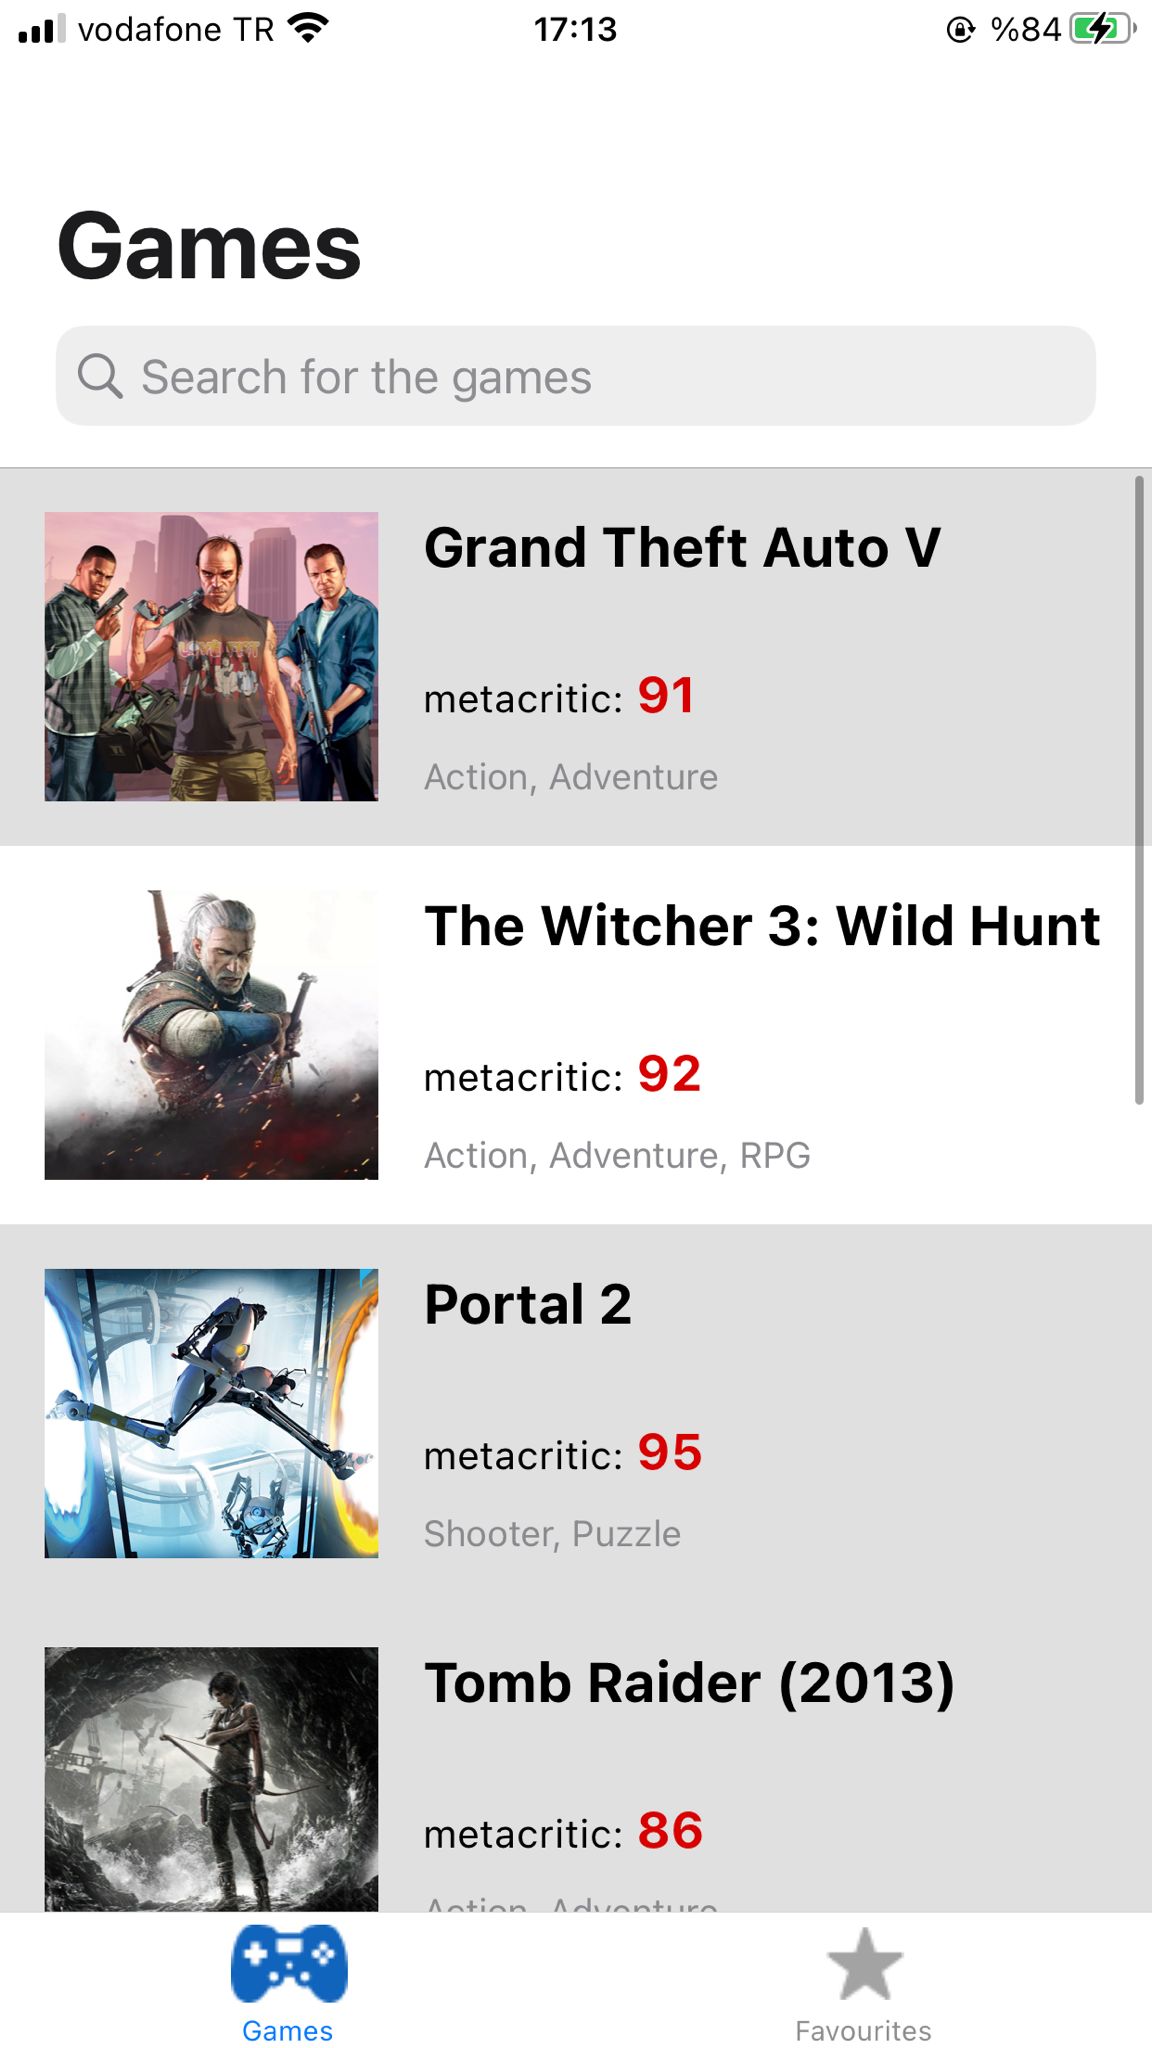 vodafone TR
17:13
%84
Games
Search for the games
Grand Theft Auto V
metacritic: 91
Action, Adventure
The Witcher 3: Wild Hunt
metacritic: 92
Action, Adventure, RPG
Portal 2
metacritic: 95
Shooter, Puzzle
Tomb Raider (2013)
metacritic: 86
Action, Adventure
Games
Favourites